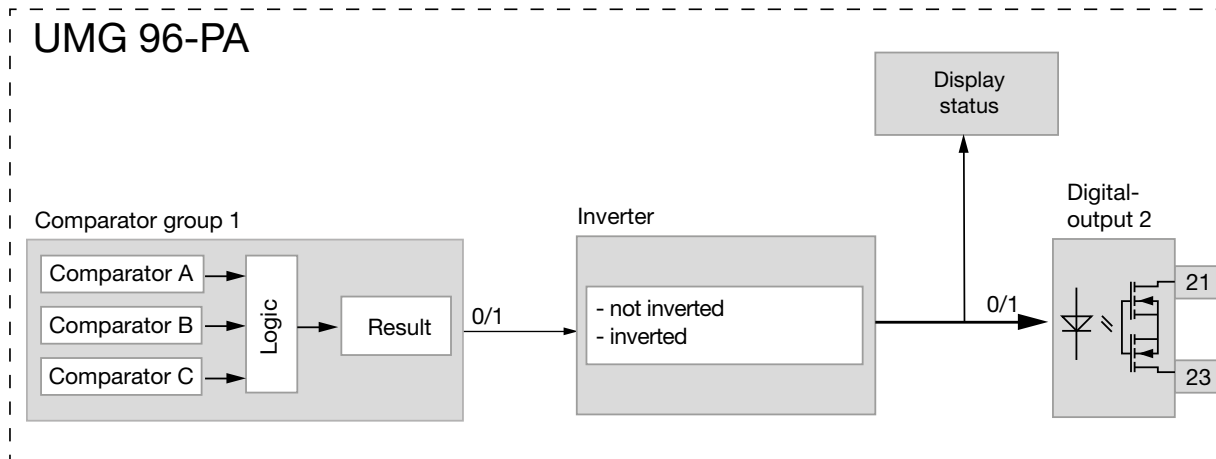 UMG 96-PA
Display
status
Digital-
output 2
Comparator group 1
Inverter
Comparator A
Comparator B
Comparator C
Logic
Result
0/1
- not inverted
- inverted
0/1
21
23